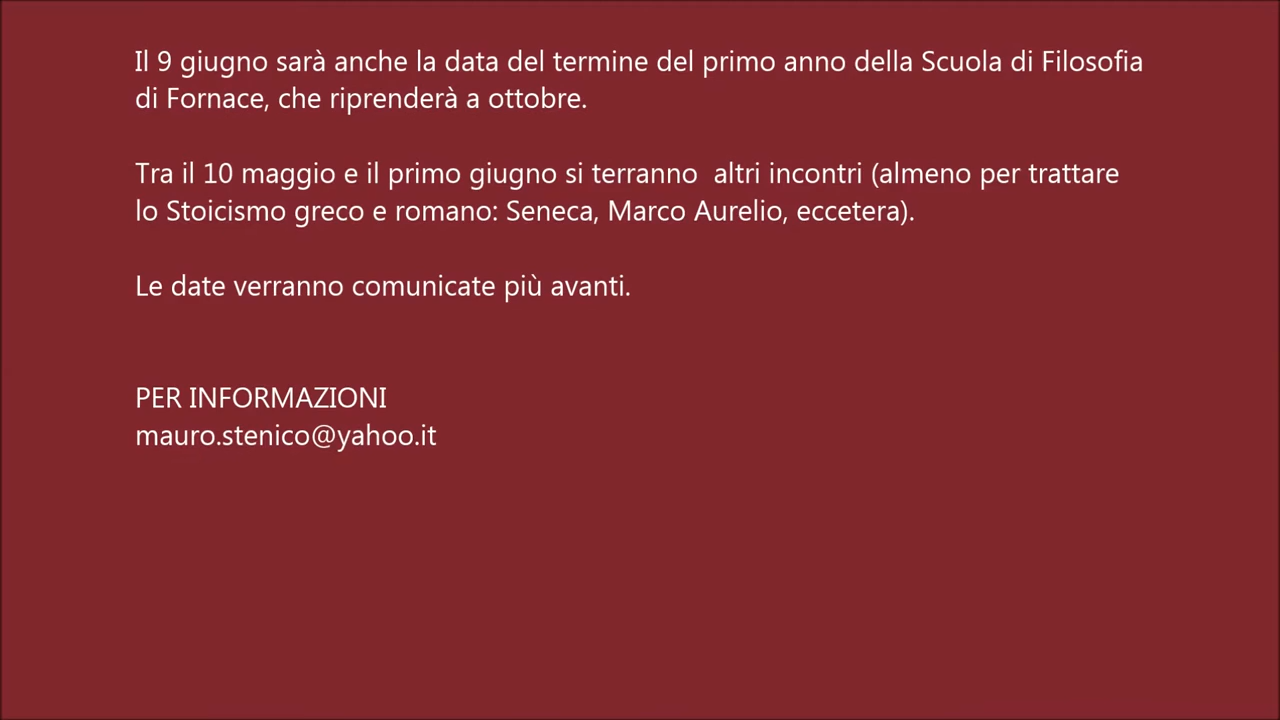 Il 9 giugno sarà anche la data del termine del primo anno della Scuola di Filosofia
di Fornace, che riprenderà a ottobre.
Tra il 10 maggio e il primo giugno si terranno  altri incontri (almeno per trattare
lo Stoicismo greco e romano: Seneca, Marco Aurelio, eccetera).
Le date verranno comunicate più avanti.
PER INFORMAZIONI
mauro.stenico@yahoo.it